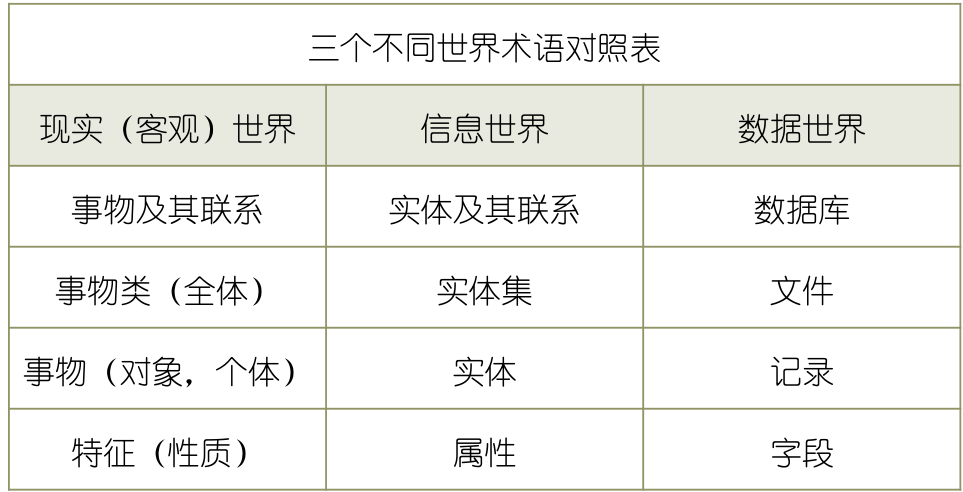 三个不同世界术语对照表
现实（客观）世界 信息世界 数据世界
事物及其联系 实体及其联系 数据库
事物类（全体） 实体集 文件
事物（对象，个体） 实体 记录
特征（性质） 属性 字段